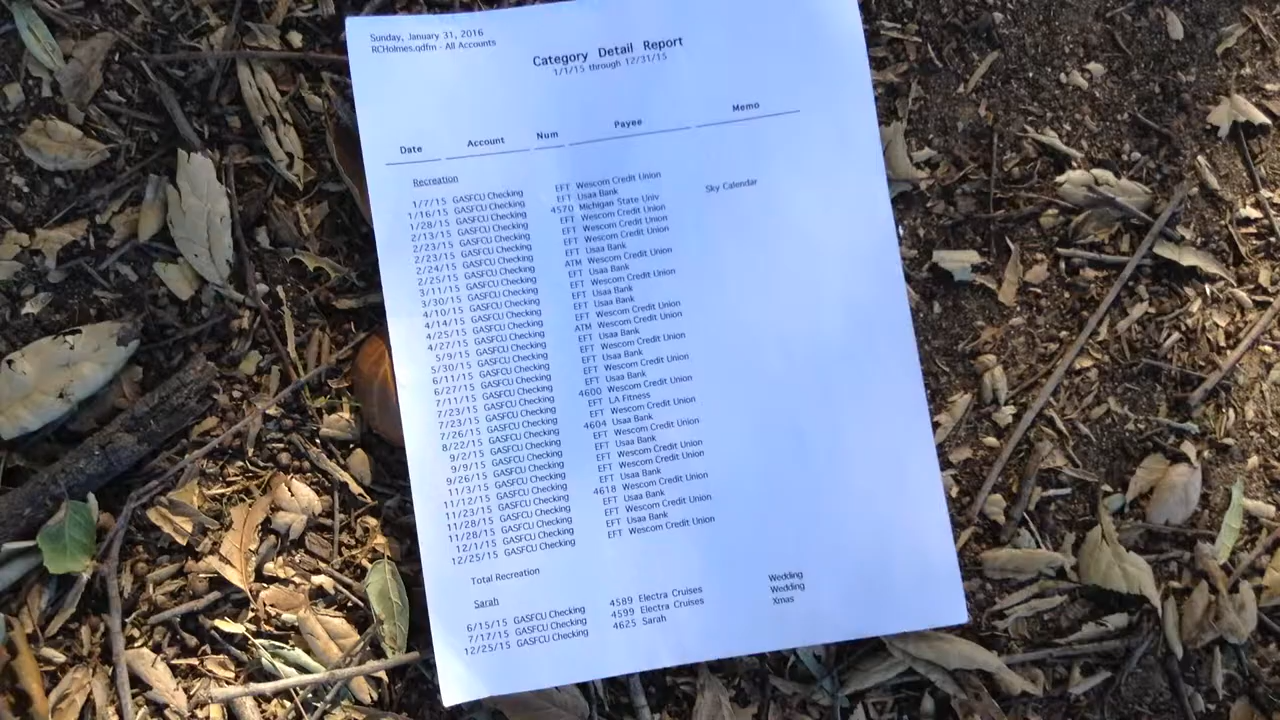 Sunday, January 31, 2016
RCHolmes.qdfm - All Accounts
Category Detail Report
1/1/15 through 12/31/15
Date Account Num Payee Memo
Recreation
1/7/15 GASFCU Checking EFT Wescom Credit Union
1/16/15 GASFCU Checking EFT Usaa Bank
1/28/15 GASFCU Checking 4570 Michigan State Univ Sky Calendar
2/13/15 GASFCU Checking EFT Wescom Credit Union
2/23/15 GASFCU Checking EFT Wescom Credit Union
2/23/15 GASFCU Checking EFT Wescom Credit Union
2/24/15 GASFCU Checking EFT Usaa Bank
2/25/15 GASFCU Checking ATM Wescom Credit Union
3/11/15 GASFCU Checking EFT Usaa Bank
3/30/15 GASFCU Checking EFT Wescom Credit Union
4/10/15 GASFCU Checking EFT Usaa Bank
4/14/15 GASFCU Checking EFT Usaa Bank
4/25/15 GASFCU Checking EFT Wescom Credit Union
4/27/15 GASFCU Checking ATM Wescom Credit Union
5/9/15 GASFCU Checking EFT Usaa Bank
5/30/15 GASFCU Checking EFT Wescom Credit Union
6/11/15 GASFCU Checking EFT Usaa Bank
6/27/15 GASFCU Checking EFT Wescom Credit Union
7/11/15 GASFCU Checking EFT Usaa Bank
7/23/15 GASFCU Checking 4600 Wescom Credit Union
7/23/15 GASFCU Checking EFT LA Fitness
7/26/15 GASFCU Checking EFT Wescom Credit Union
8/22/15 GASFCU Checking 4604 Usaa Bank
9/2/15 GASFCU Checking EFT Wescom Credit Union
9/9/15 GASFCU Checking EFT Usaa Bank
9/26/15 GASFCU Checking EFT Wescom Credit Union
11/3/15 GASFCU Checking EFT Wescom Credit Union
11/12/15 GASFCU Checking EFT Usaa Bank
11/23/15 GASFCU Checking 4618 Wescom Credit Union
11/28/15 GASFCU Checking EFT Usaa Bank
11/28/15 GASFCU Checking EFT Wescom Credit Union
12/1/15 GASFCU Checking EFT Usaa Bank
12/25/15 GASFCU Checking EFT Wescom Credit Union
Total Recreation
Sarah
6/15/15 GASFCU Checking 4589 Electra Cruises Wedding
7/17/15 GASFCU Checking 4599 Electra Cruises Wedding
12/25/15 GASFCU Checking 4625 Sarah Xmas